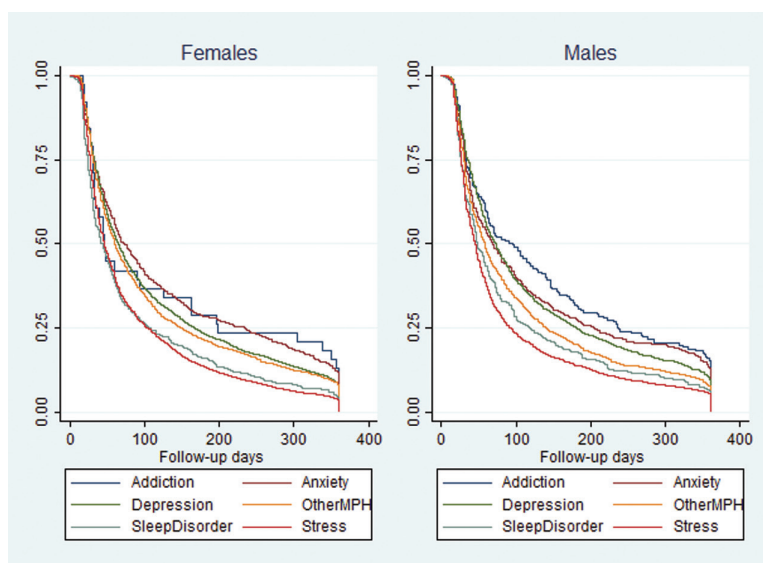 Females
1.00
0.75
0.50
0.25
0.00
0 100 200 300 400
Follow-up days
Addiction Anxiety
Depression OtherMPH
SleepDisorder Stress
Males
1.00
0.75
0.50
0.25
0.00
0 100 200 300 400
Follow-up days
Addiction Anxiety
Depression OtherMPH
SleepDisorder Stress